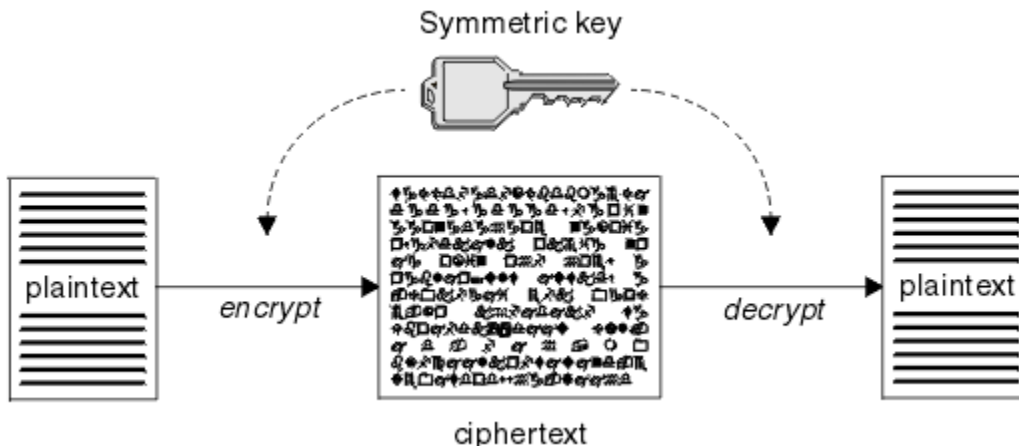 Symmetric key
plaintext
encrypt
decrypt
plaintext
ciphertext